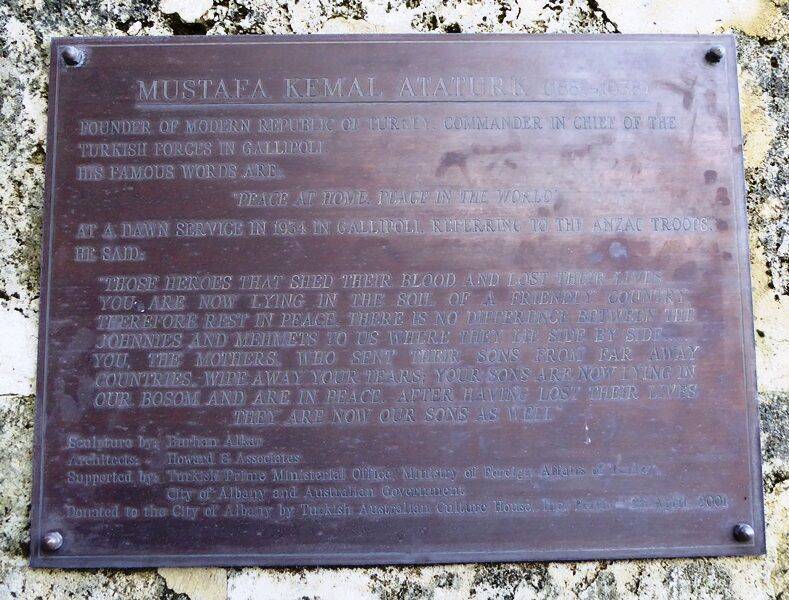 MUSTAFA KEMAL ATATURK (188 -1938)
FOUNDER OF MODERN REPUBLIC OF TURKEY, COMMANDER IN CHIEF OF THE
TURKISH FORCES IN GALLIPOLI
HIS FAMOUS WORDS ARE:
"PEACE AT HOME, PEACE IN THE WORLD"
AT A DAWN SERVICE IN 1934 IN GALLIPOLI, REFERRING TO THE ANZAC TROOPS,
HE SAID:
"THOSE HEROES THAT SHED THEIR BLOOD AND LOST THEIR LIVES
YOU ARE NOW LYING IN THE SOIL OF A FRIENDLY COUNTRY
THEREFORE REST IN PEACE. THERE IS NO DIFFERENCE BETWEEN THE
JOHNNIES AND MEHMETS TO US WHERE THEY LIE SIDE BY SIDE...
YOU, THE MOTHERS, WHO SENT THEIR SONS FROM FAR AWAY
COUNTRIES, WIPE AWAY YOUR TEARS; YOUR SONS ARE NOW LYING IN
OUR BOSOM AND ARE IN PEACE. AFTER HAVING LOST THEIR LIVES
THEY ARE NOW OUR SONS AS WELL"
Sculpture by: Burhan Alkar
Architects: Howard & Associates
Supported by: Turkish Prime Ministerial Office, Ministry of Foreign Affairs of Turkey,
City of Albany and Australian Government
Donated to the City of Albany by Turkish Australian Culture House, Inc. Perth - April, 2001